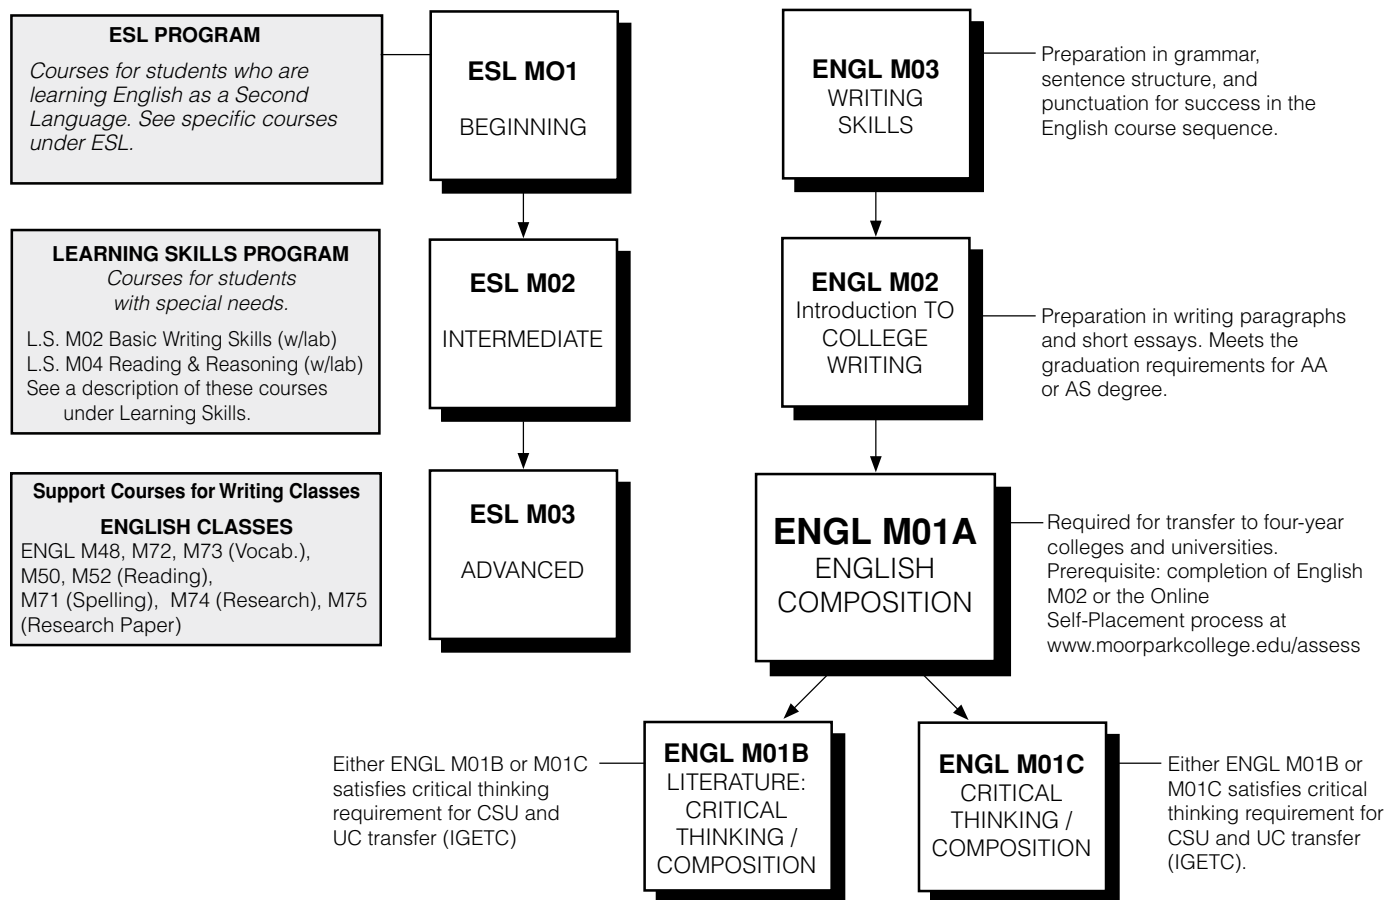 ESL PROGRAM
Courses for students who are
learning English as a Second
Language. See specific courses
under ESL.
ESL MO1
BEGINNING
ENGL M03
WRITING
SKILLS
Preparation in grammar,
sentence structure, and
punctuation for success in the
English course sequence.
LEARNING SKILLS PROGRAM
Courses for students
with special needs.
L.S. M02 Basic Writing Skills (w/lab)
L.S. M04 Reading & Reasoning (w/lab)
See a description of these courses
under Learning Skills.
ESL M02
INTERMEDIATE
ENGL M02
Introduction TO
COLLEGE
WRITING
Preparation in writing paragraphs
and short essays. Meets the
graduation requirements for AA
or AS degree.
Support Courses for Writing Classes
ENGLISH CLASSES
ENGL M48, M72, M73 (Vocab.),
M50, M52 (Reading),
M71 (Spelling), M74 (Research), M75
(Research Paper)
ESL M03
ADVANCED
ENGL M01A
ENGLISH
COMPOSITION
Required for transfer to four-year
colleges and universities.
Prerequisite: completion of English
M02 or the Online
Self-Placement process at
www.moorparkcollege.edu/assess
Either ENGL M01B or M01C
satisfies critical thinking
requirement for CSU and
UC transfer (IGETC)
ENGL M01B
LITERATURE:
CRITICAL
THINKING /
COMPOSITION
ENGL M01C
CRITICAL
THINKING /
COMPOSITION
Either ENGL M01B or
M01C satisfies critical
thinking requirement for
CSU and UC transfer
(IGETC).